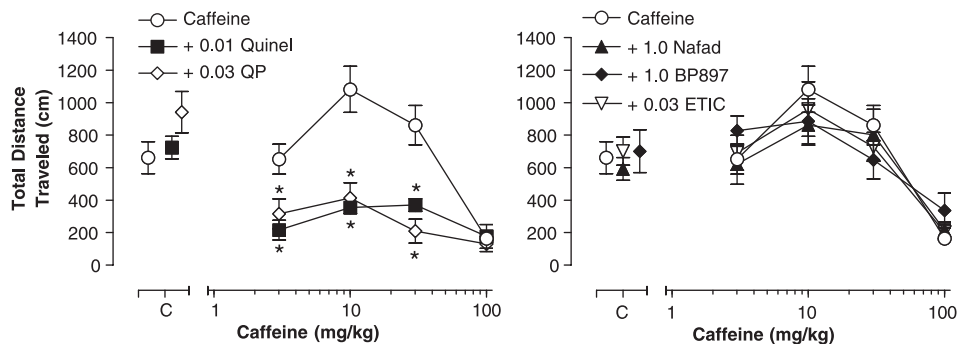 Caffeine
+ 0.01 Quinel
+ 0.03 QP
Total Distance
Traveled (cm)
1400
1200
1000
800
600
400
200
0
*
*
*
*
*
*
C
1
10
100
Caffeine (mg/kg)
Caffeine
+ 1.0 Nafad
+ 1.0 BP897
+ 0.03 ETIC
1400
1200
1000
800
600
400
200
0
C
1
10
100
Caffeine (mg/kg)